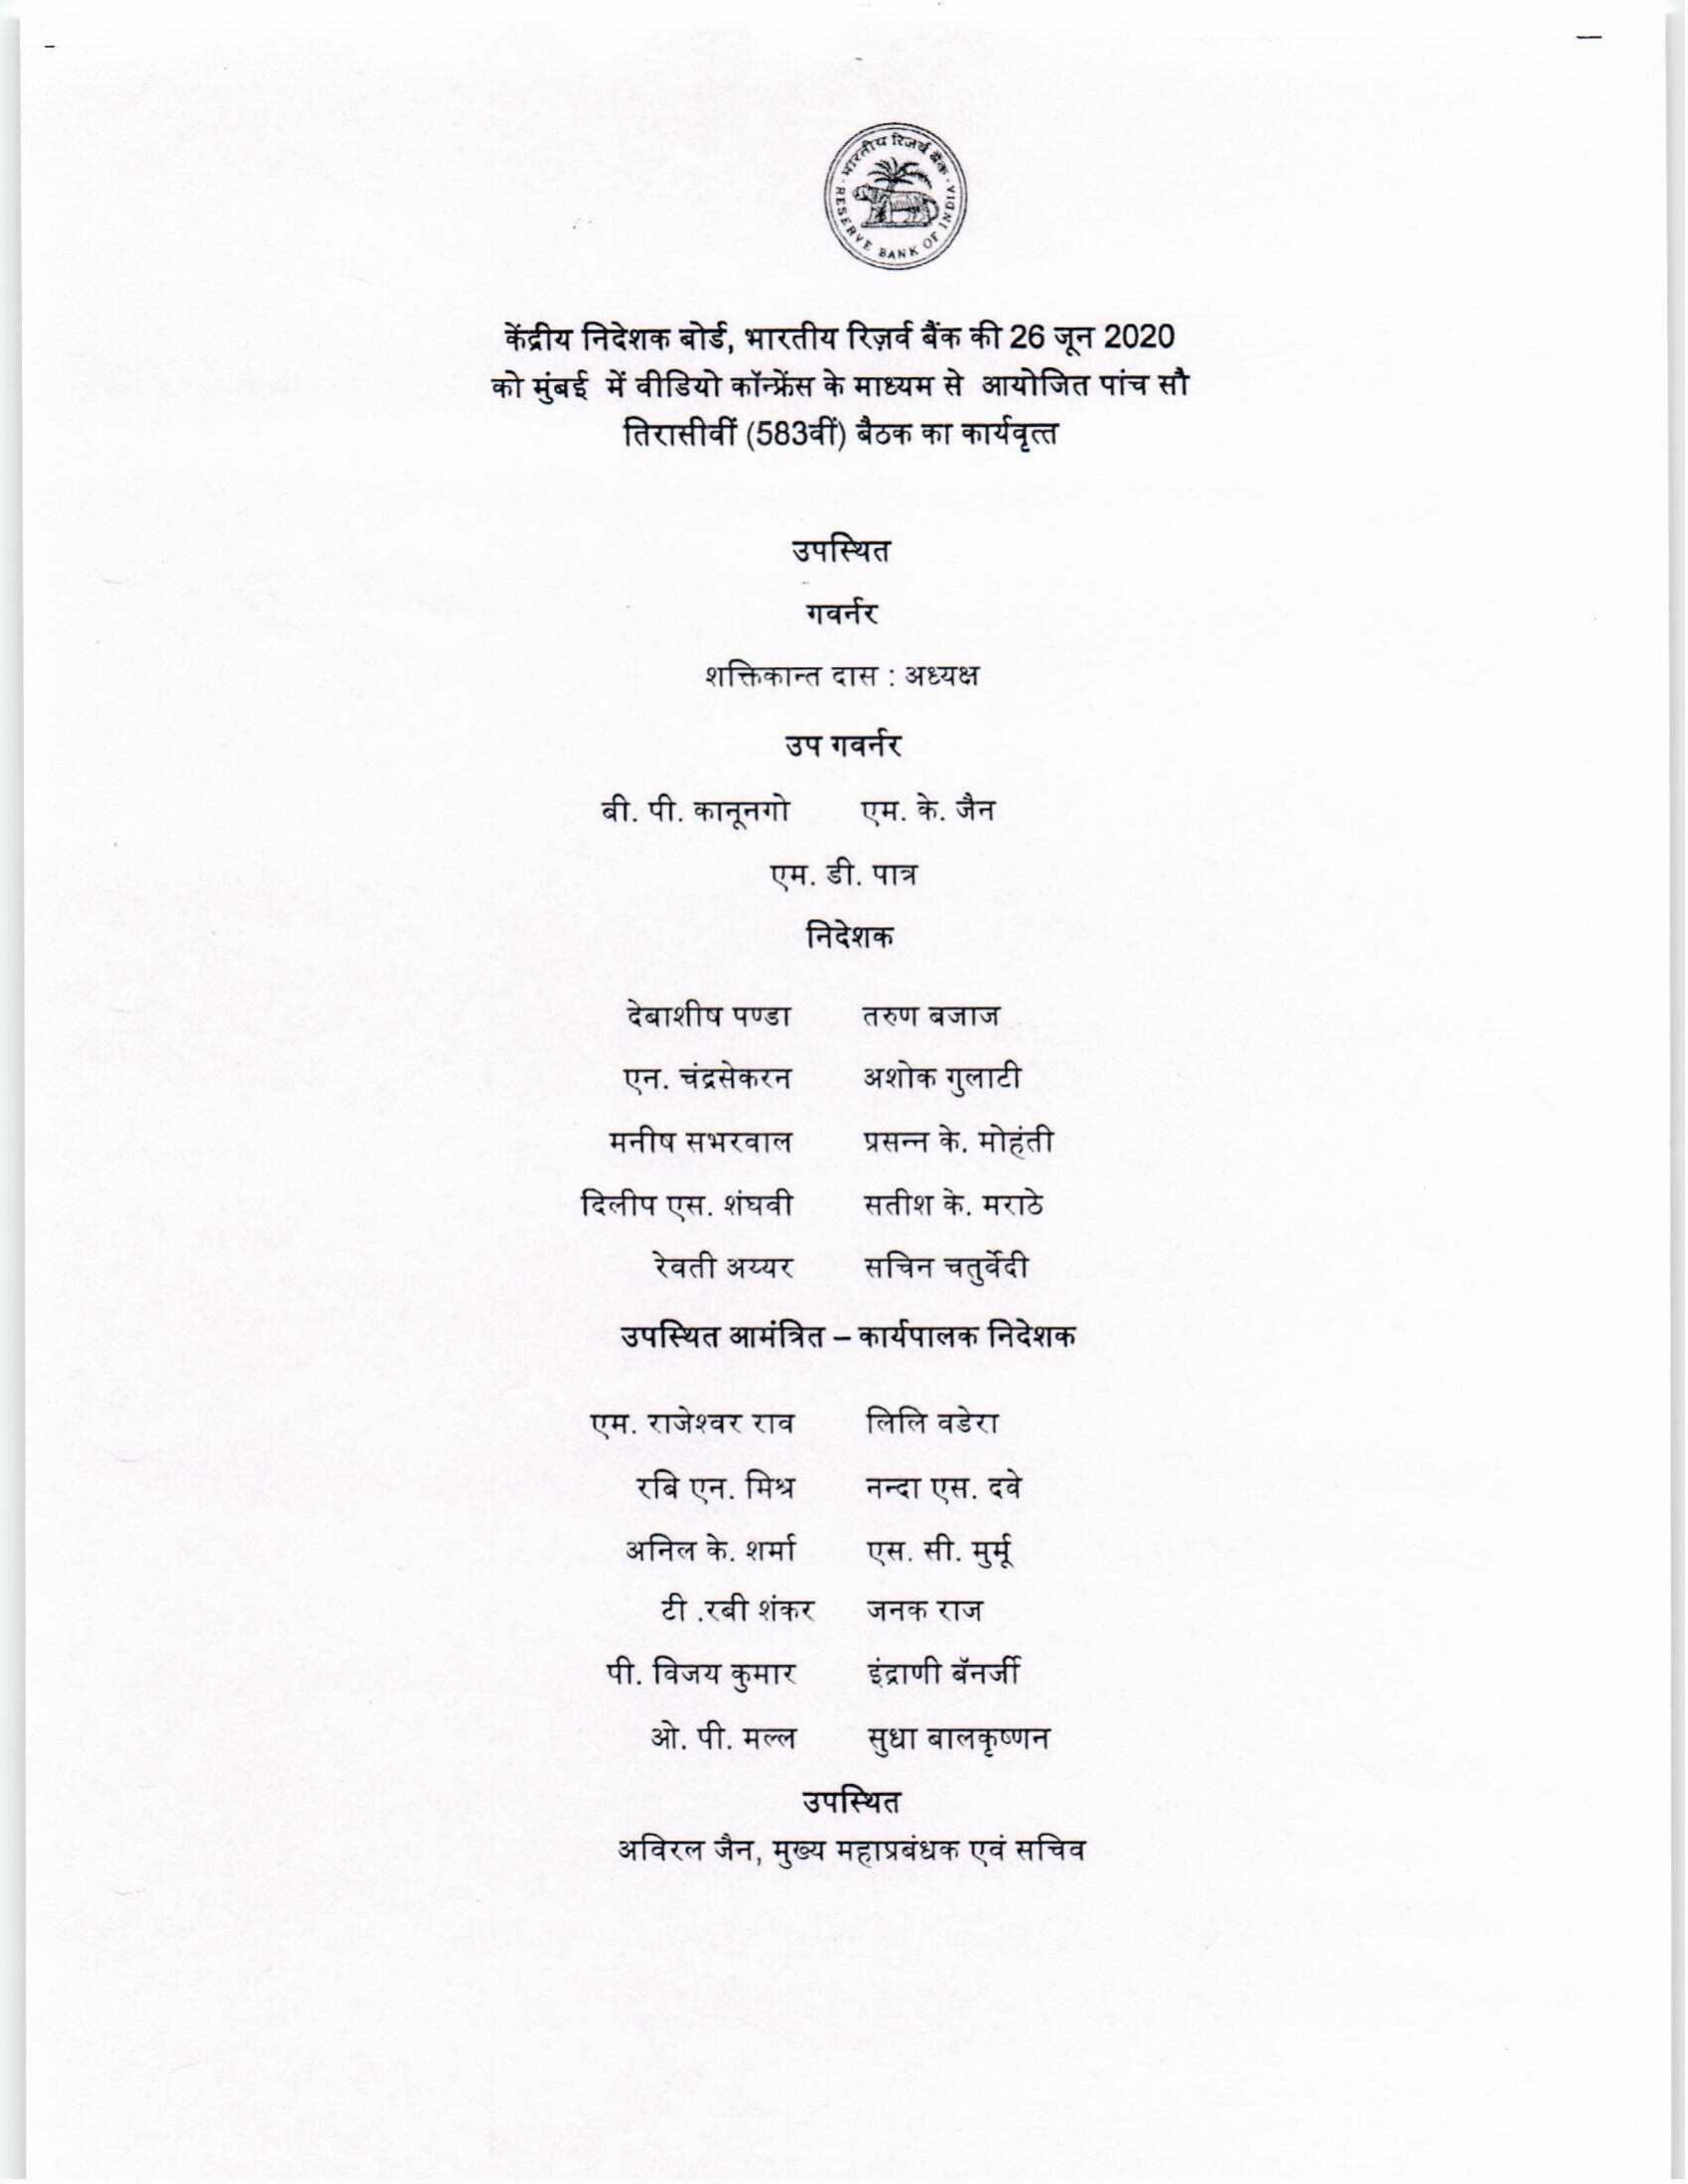 भारतीय रिज़र्व बैंक
RESERVE BANK OF INDIA
केंद्रीय निदेशक बोर्ड, भारतीय रिज़र्व बैंक की 26 जून 2020
को मुंबई में वीडियो कॉन्फ्रेंस के माध्यम से आयोजित पांच सौ
तिरासीवीं (583वीं) बैठक का कार्यवृत्त
उपस्थित
गवर्नर
शक्तिकान्त दास : अध्यक्ष
उप गवर्नर
बी. पी. कानूनगो एम. के. जैन
एम. डी. पात्र
निदेशक
देबाशीष पण्डा तरुण बजाज
एन. चंद्रसेकरन अशोक गुलाटी
मनीष सभरवाल प्रसन्न के. मोहंती
दिलीप एस. शंघवी सतीश के. मराठे
रेवती अय्यर सचिन चतुर्वेदी
उपस्थित आमंत्रित – कार्यपालक निदेशक
एम. राजेश्वर राव लिलि वडेरा
रबि एन. मिश्र नन्दा एस. दवे
अनिल के. शर्मा एस. सी. मुर्मू
टी .रबी शंकर जनक राज
पी. विजय कुमार इंद्राणी बॅनर्जी
ओ. पी. मल्ल सुधा बालकृष्णन
उपस्थित
अविरल जैन, मुख्य महाप्रबंधक एवं सचिव